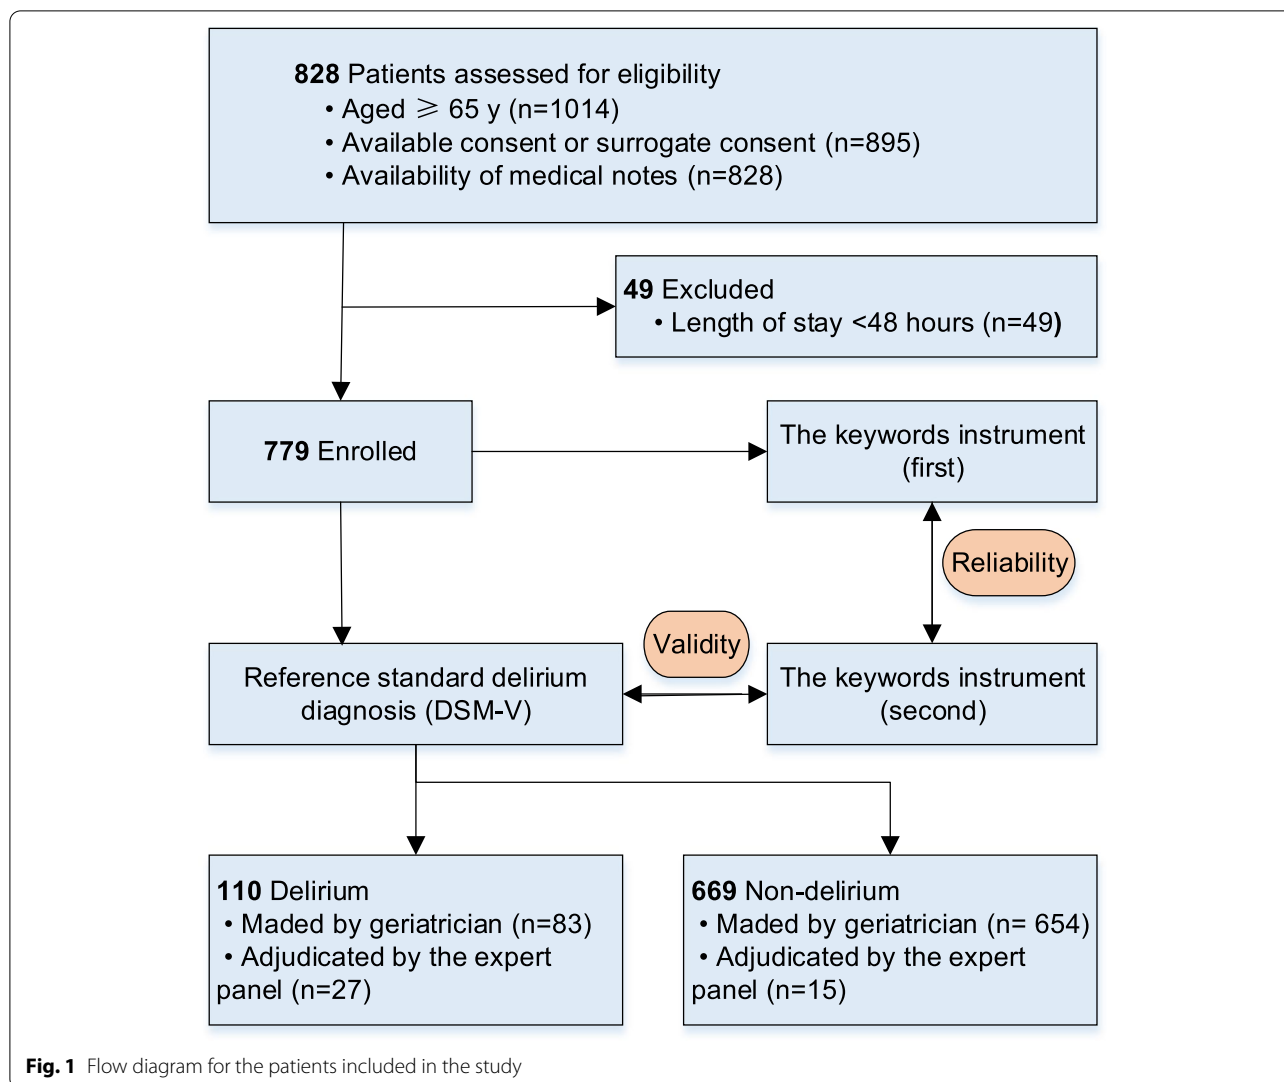 828 Patients assessed for eligibility
• Aged ⩾ 65 y (n=1014)
• Available consent or surrogate consent (n=895)
• Availability of medical notes (n=828)
49 Excluded
• Length of stay <48 hours (n=49)
779 Enrolled
The keywords instrument
(first)
Reliability
Validity
Reference standard delirium
diagnosis (DSM-V)
The keywords instrument
(second)
110 Delirium
• Maded by geriatrician (n=83)
• Adjudicated by the expert
panel (n=27)
669 Non-delirium
• Maded by geriatrician (n= 654)
• Adjudicated by the expert
panel (n=15)
Fig. 1 Flow diagram for the patients included in the study